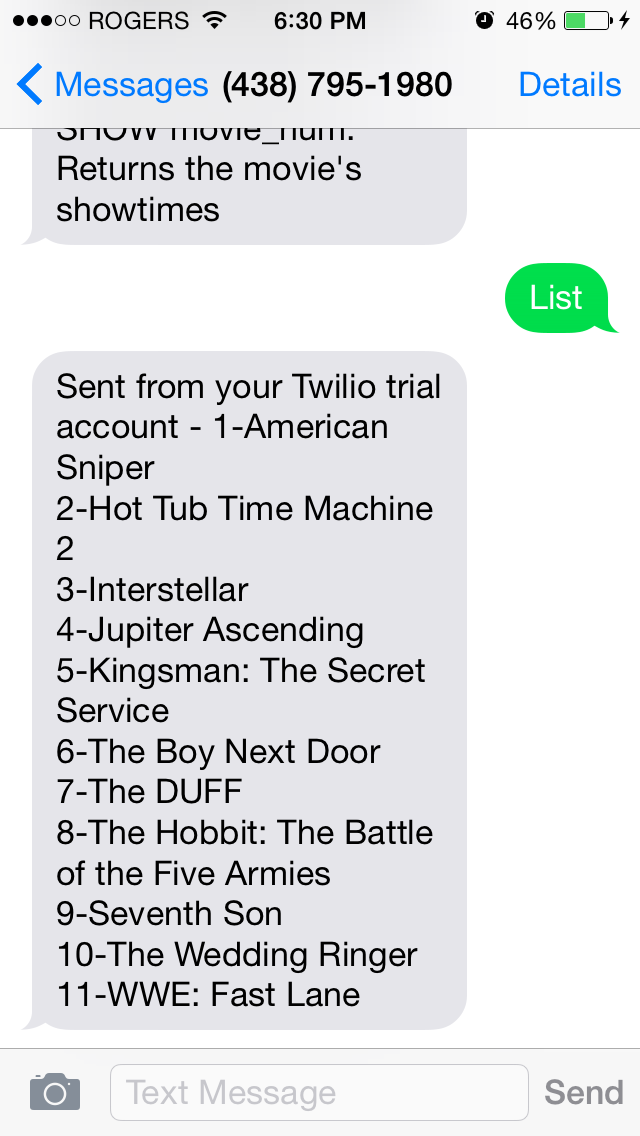 ROGERS 6:30 PM 46%
Messages (438) 795-1980 Details
SHOW movie_num:
Returns the movie's
showtimes
List
Sent from your Twilio trial
account - 1-American
Sniper
2-Hot Tub Time Machine
2
3-Interstellar
4-Jupiter Ascending
5-Kingsman: The Secret
Service
6-The Boy Next Door
7-The DUFF
8-The Hobbit: The Battle
of the Five Armies
9-Seventh Son
10-The Wedding Ringer
11-WWE: Fast Lane
Text Message Send